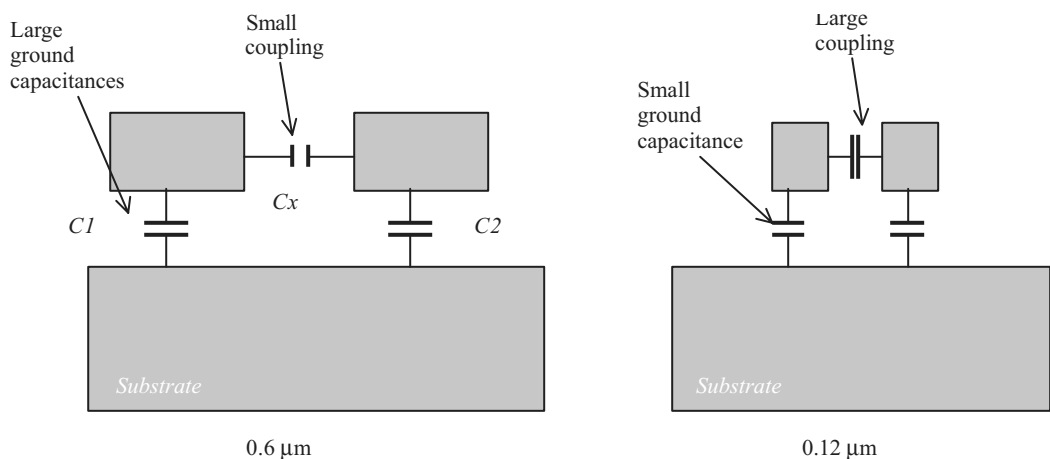 Large
ground
capacitances
Small
coupling
Cx
C1
C2
Substrate
0.6 µm
Large
coupling
Small
ground
capacitance
Substrate
0.12 µm